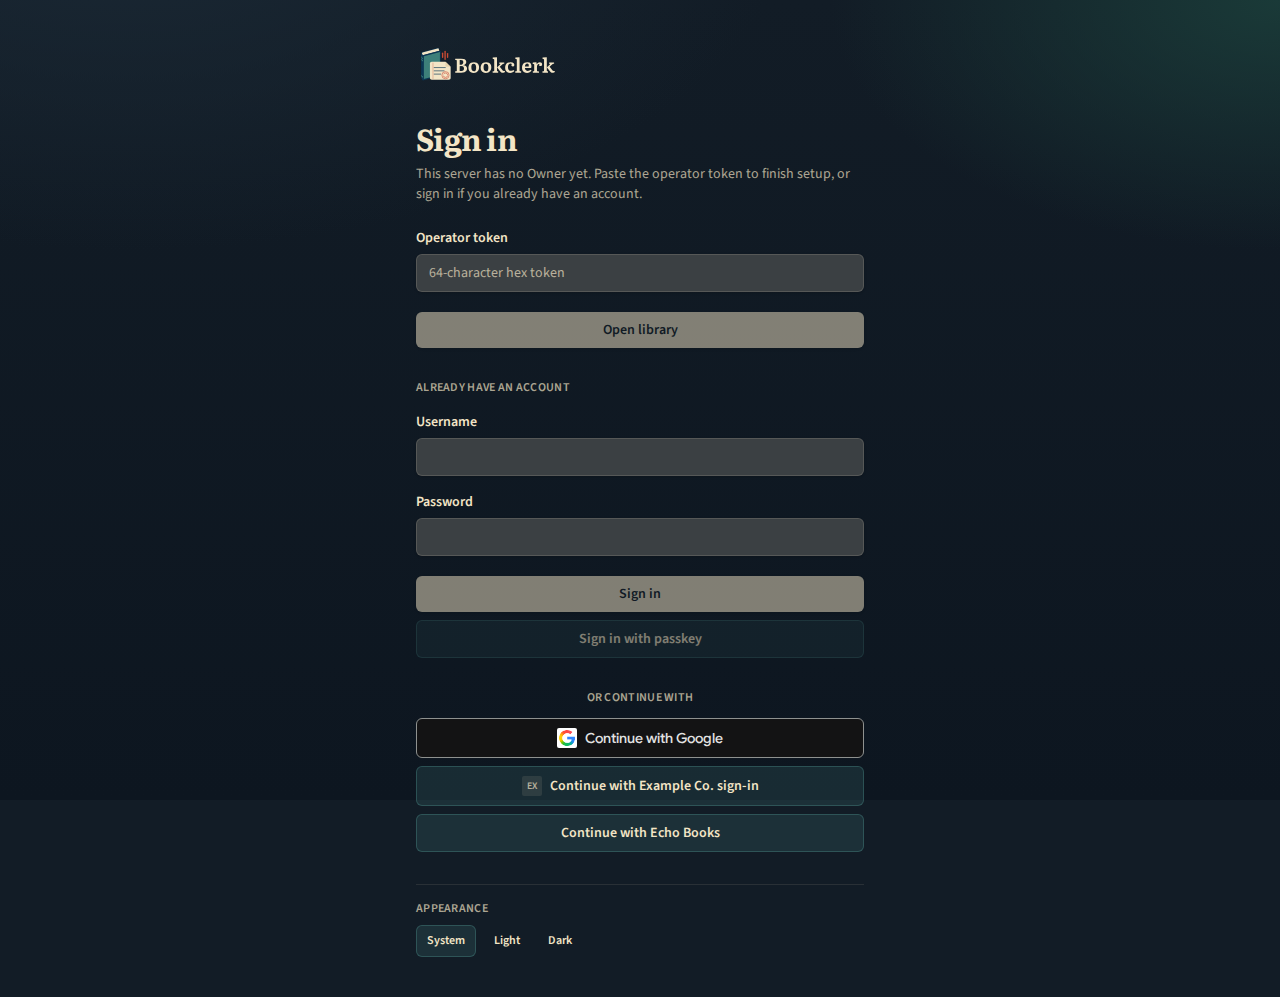 Bookclerk
Sign in
This server has no Owner yet. Paste the operator token to finish setup, or
sign in if you already have an account.
Operator token
64-character hex token
Open library
ALREADY HAVE AN ACCOUNT
Username
Password
Sign in
Sign in with passkey
OR CONTINUE WITH
Continue with Google
EX Continue with Example Co. sign-in
Continue with Echo Books
APPEARANCE
System Light Dark